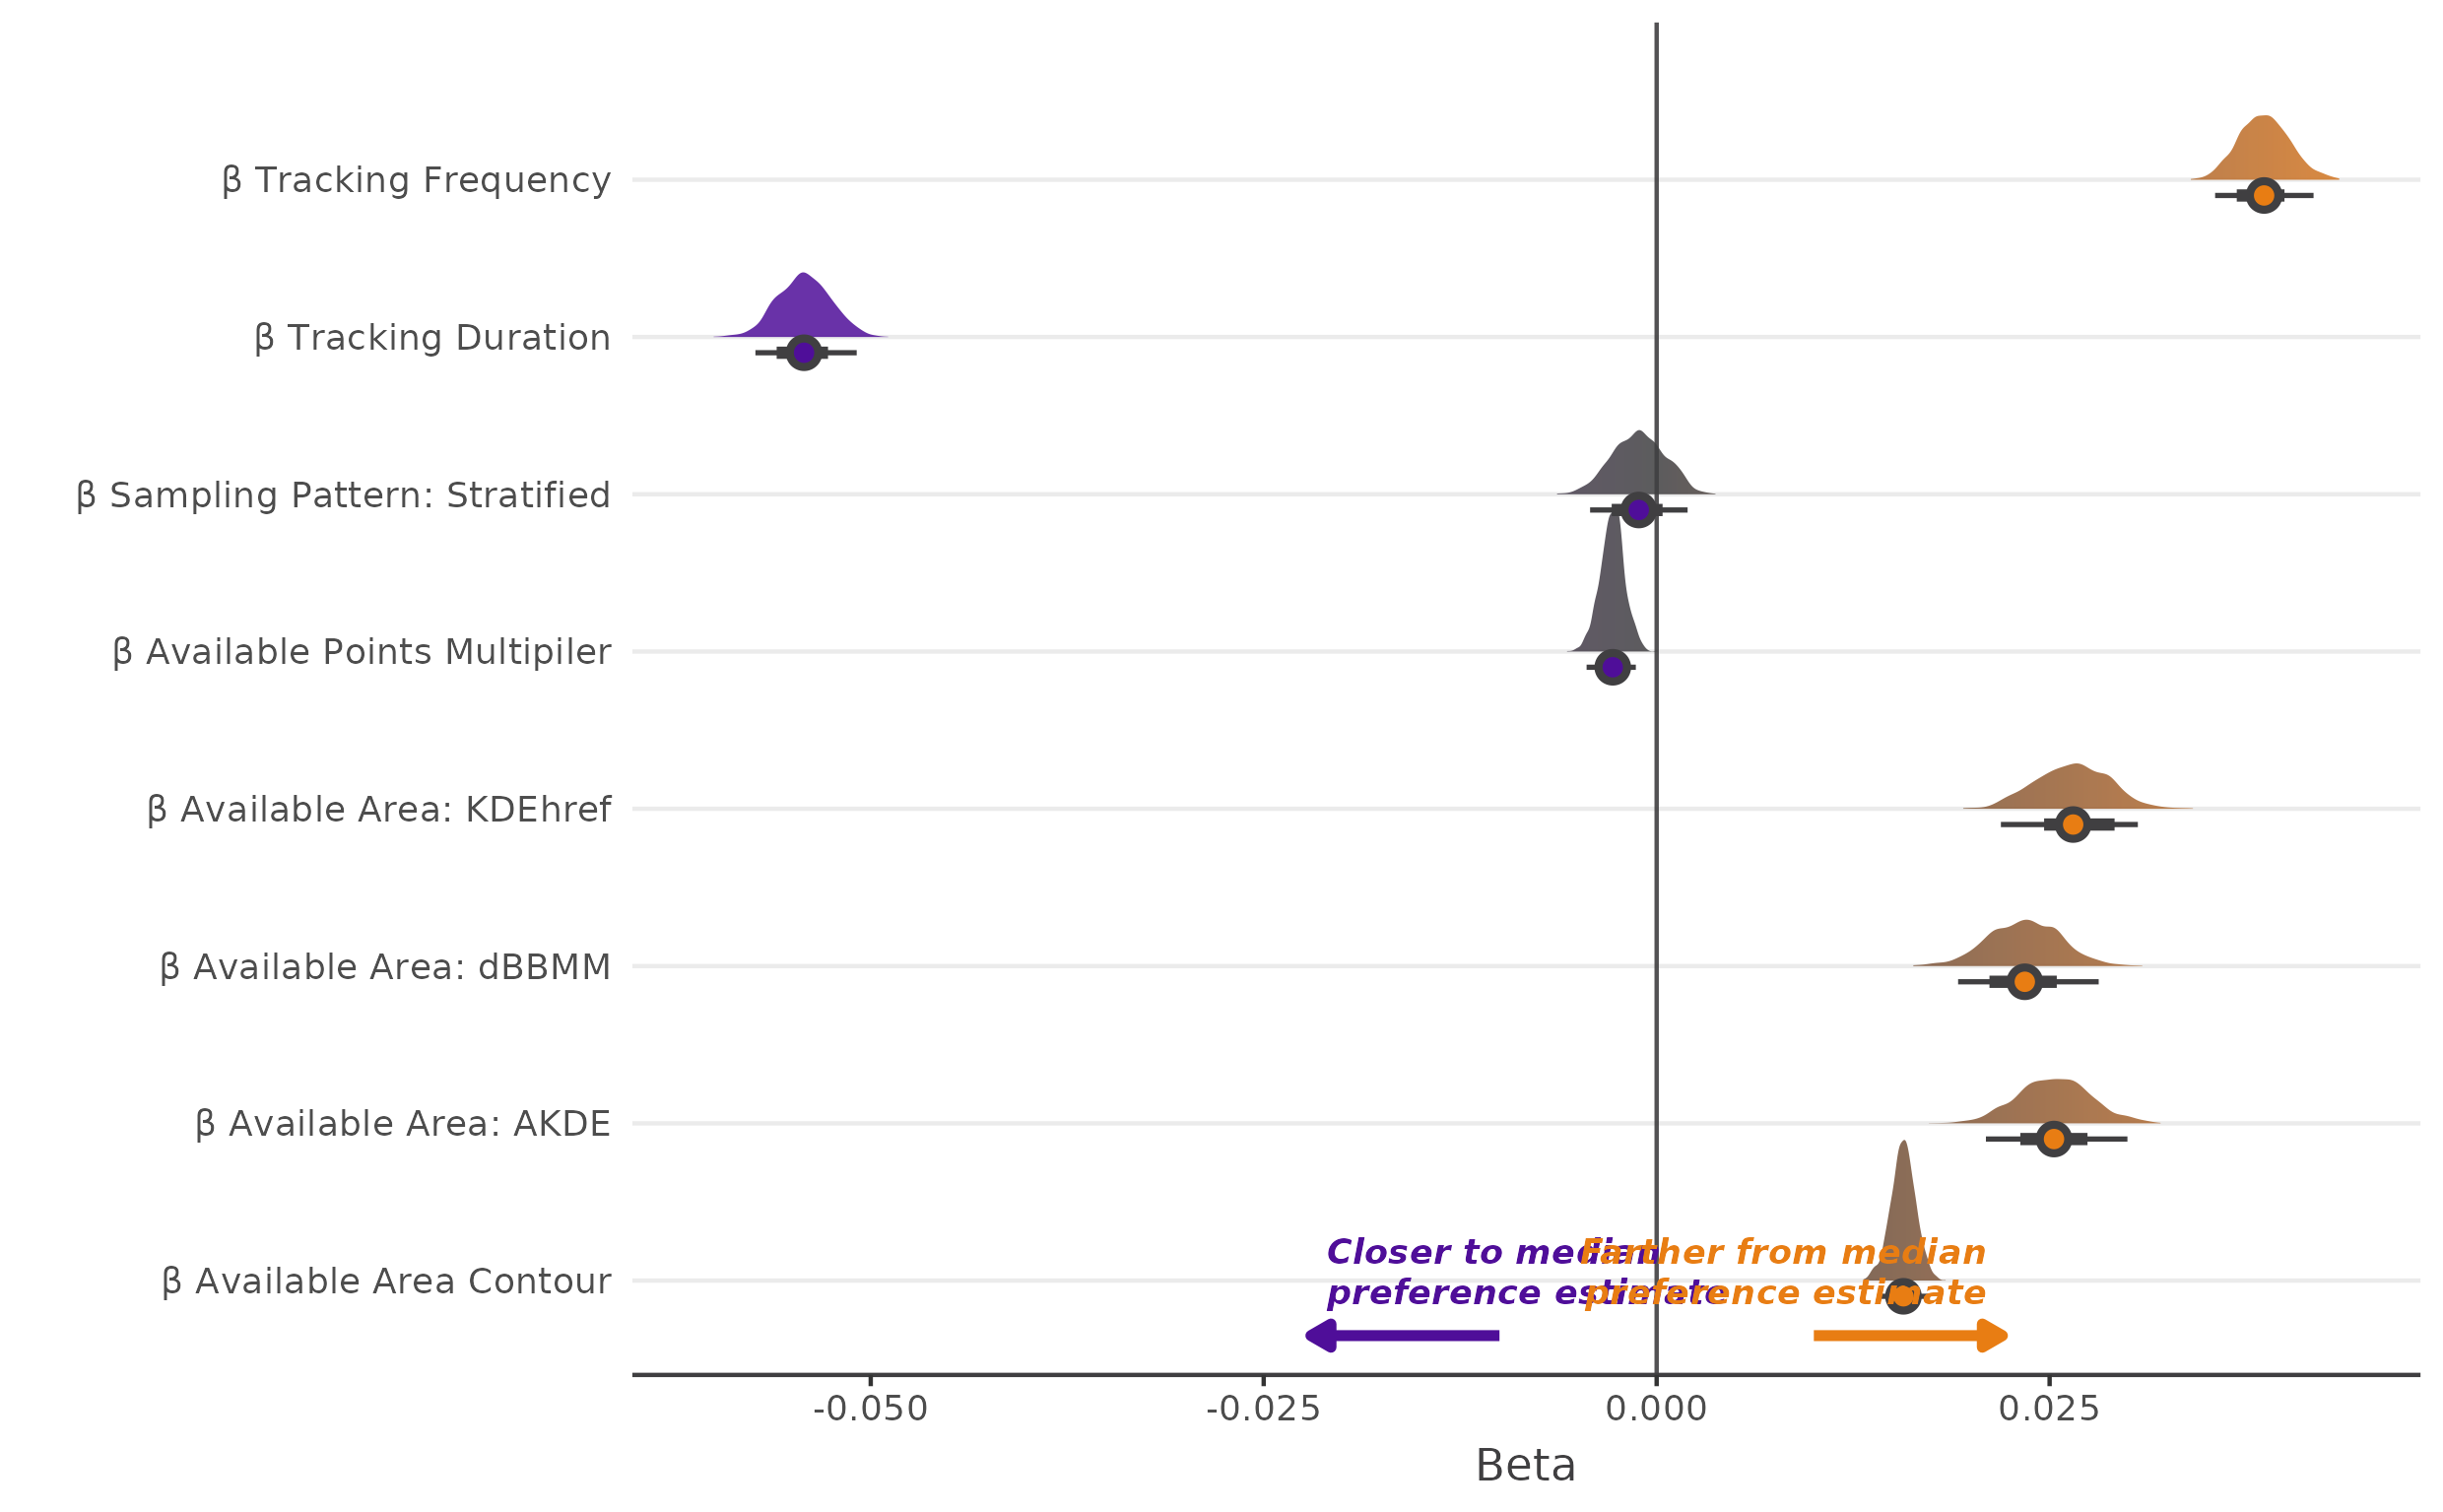 β Tracking Frequency
β Tracking Duration
β Sampling Pattern: Stratified
β Available Points Multipiler
β Available Area: KDEhref
β Available Area: dBBMM
β Available Area: AKDE
β Available Area Contour
Closer to median
preference estimate
Farther from median
preference estimate
-0.050
-0.025
0.000
0.025
Beta